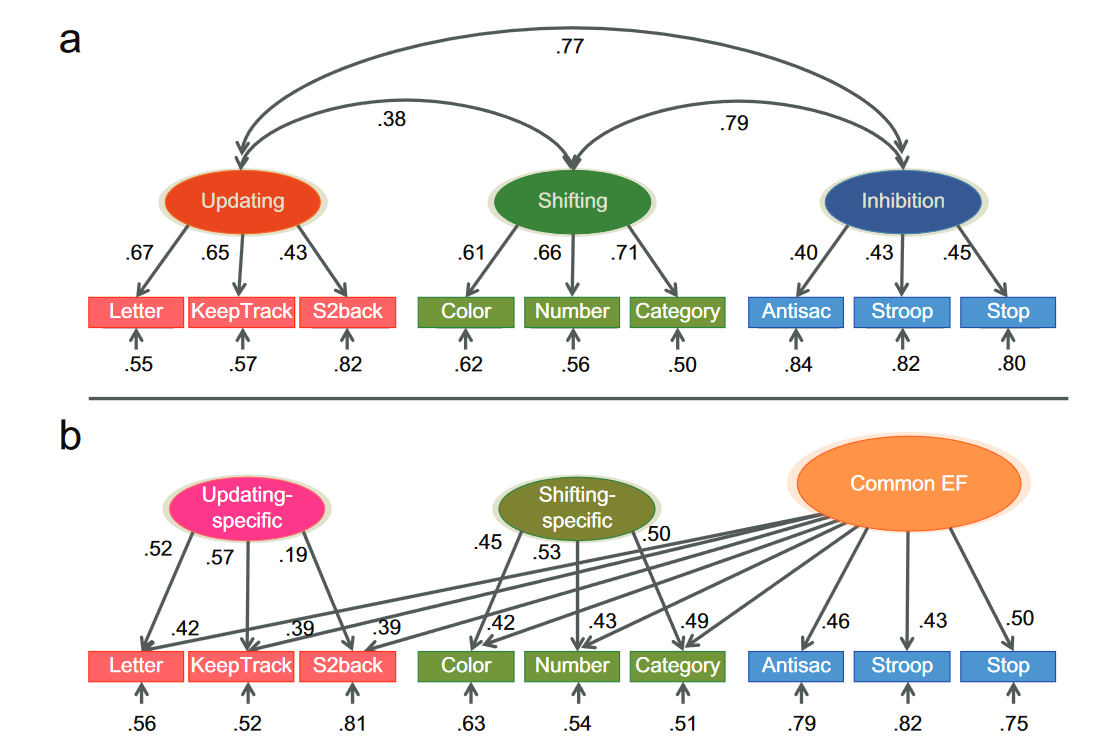 a
.77
.38
.79
Updating
Shifting
Inhibition
.67
.65
.43
.61
.66
.71
.40
.43
.45
Letter
KeepTrack
S2back
Color
Number
Category
Antisac
Stroop
Stop
.55
.57
.82
.62
.56
.50
.84
.82
.80
b
Updating-
specific
Shifting-
specific
Common EF
.52
.57
.19
.45
.53
.50
.42
.39
.39
.42
.43
.49
.46
.43
.50
Letter
KeepTrack
S2back
Color
Number
Category
Antisac
Stroop
Stop
.56
.52
.81
.63
.54
.51
.79
.82
.75